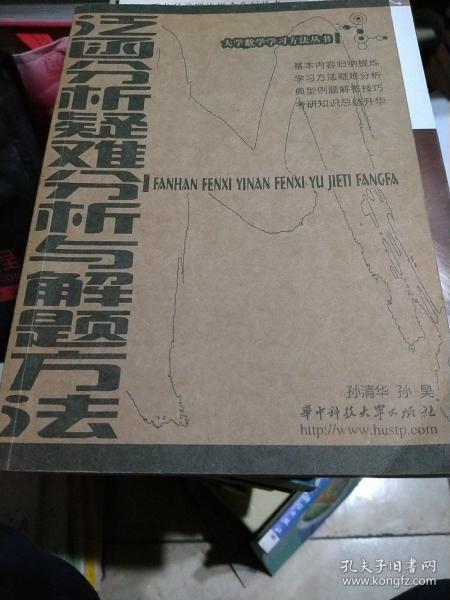 大学数学学习方法丛书
基本内容归纳提炼
学习方法疑难分析
典型例题解答技巧
考研知识总结升华
泛函分析疑难分析与解题方法
FANHAN FENXI YINAN FENXI YU JIETI FANGFA
孙清华 孙昊
华中科技大学出版社
http://www.hustp.com
孔夫子旧书网
www.kongfz.com